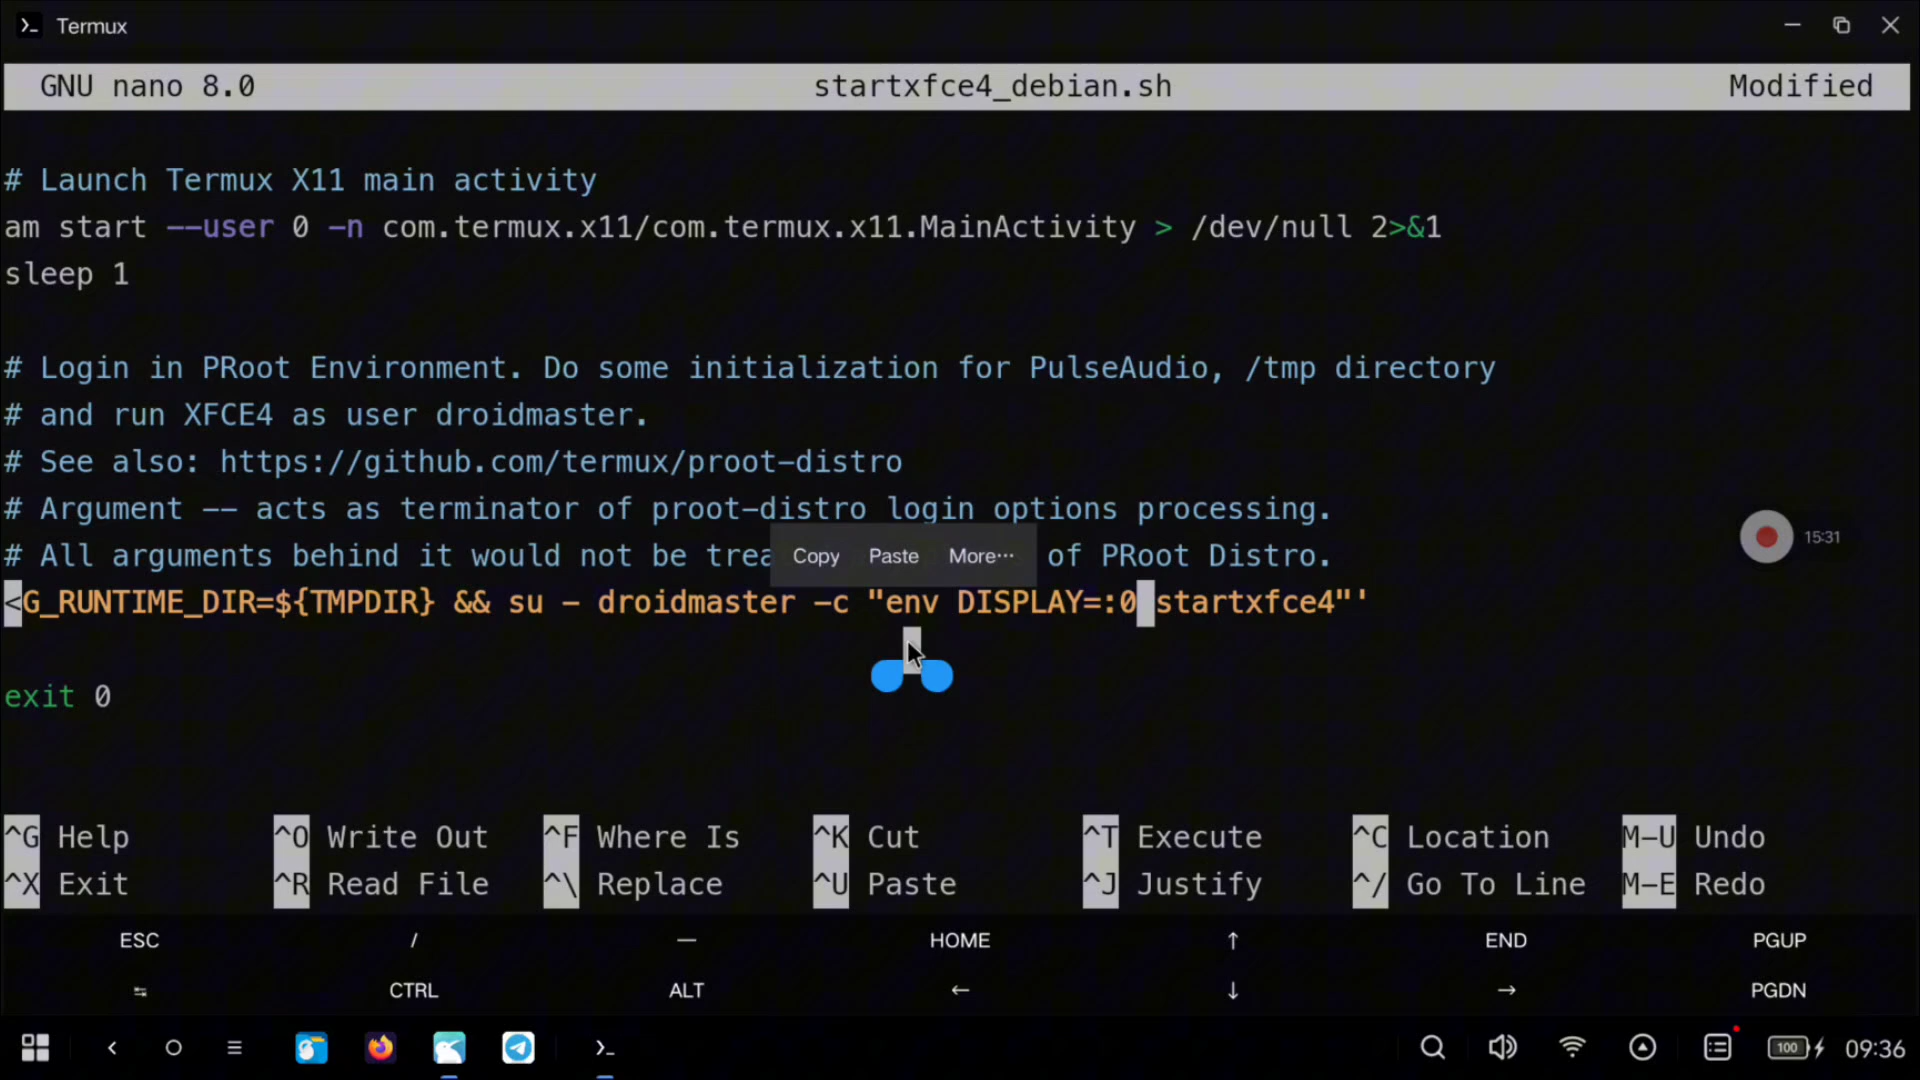 Termux
GNU nano 8.0 startxfce4_debian.sh Modified
# Launch Termux X11 main activity
am start --user 0 -n com.termux.x11/com.termux.x11.MainActivity > /dev/null 2>&1
sleep 1
# Login in PRoot Environment. Do some initialization for PulseAudio, /tmp directory
# and run XFCE4 as user droidmaster.
# See also: https://github.com/termux/proot-distro
# Argument -- acts as terminator of proot-distro login options processing.
# All arguments behind it would not be trea of PRoot Distro.
Copy Paste More···
<G_RUNTIME_DIR=${TMPDIR} && su - droidmaster -c "env DISPLAY=:0 startxfce4"'
exit 0
15:31
^G Help ^O Write Out ^F Where Is ^K Cut ^T Execute ^C Location M-U Undo
^X Exit ^R Read File ^\ Replace ^U Paste ^J Justify ^/ Go To Line M-E Redo
ESC / — HOME ↑ END PGUP
↹ CTRL ALT ← ↓ → PGDN
100 09:36